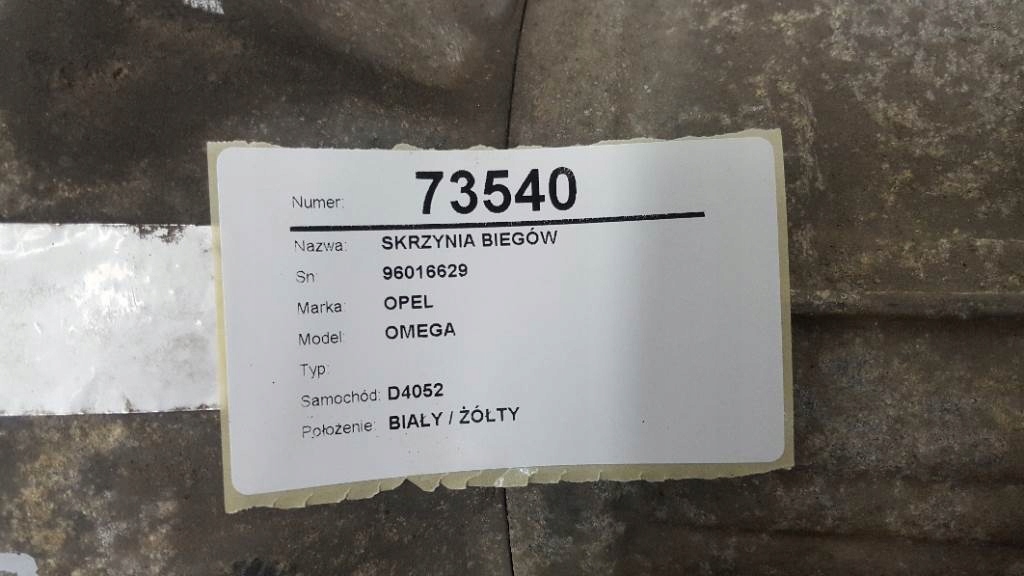 Numer: 73540
Nazwa: SKRZYNIA BIEGÓW
Sn 96016629
Marka: OPEL
Model: OMEGA
Typ:
Samochód: D4052
Położenie: BIAŁY / ŻÓŁTY